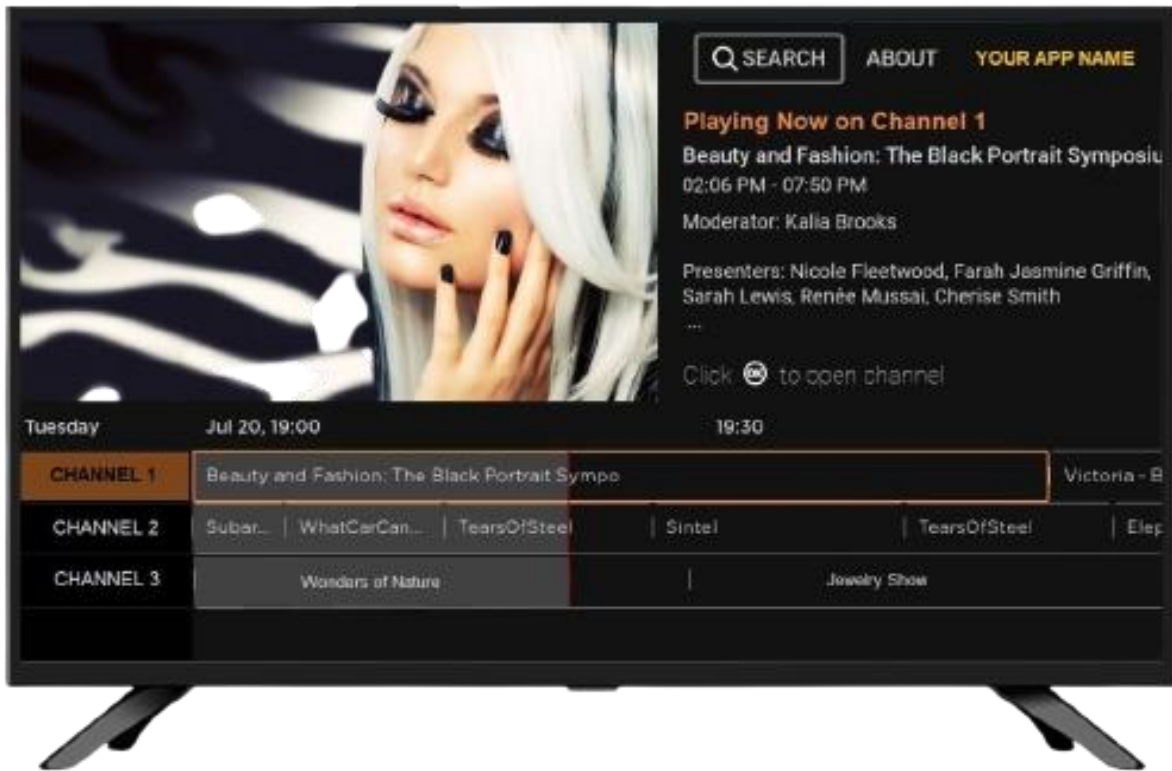 SEARCH ABOUT YOUR APP NAME
Playing Now on Channel 1
Beauty and Fashion: The Black Portrait Symposiu
02:06 PM - 07:50 PM
Moderator: Kalia Brooks
Presenters: Nicole Fleetwood, Farah Jasmine Griffin,
Sarah Lewis, Renée Mussai, Cherise Smith
...
Click OK to open channel
Tuesday Jul 20, 19:00 19:30
CHANNEL 1 Beauty and Fashion: The Black Portrait Sympo Victoria - B
CHANNEL 2 Subar... WhatCarCan... TearsOfSteel Sintel TearsOfSteel Elep
CHANNEL 3 Wonders of Nature Jewelry Show